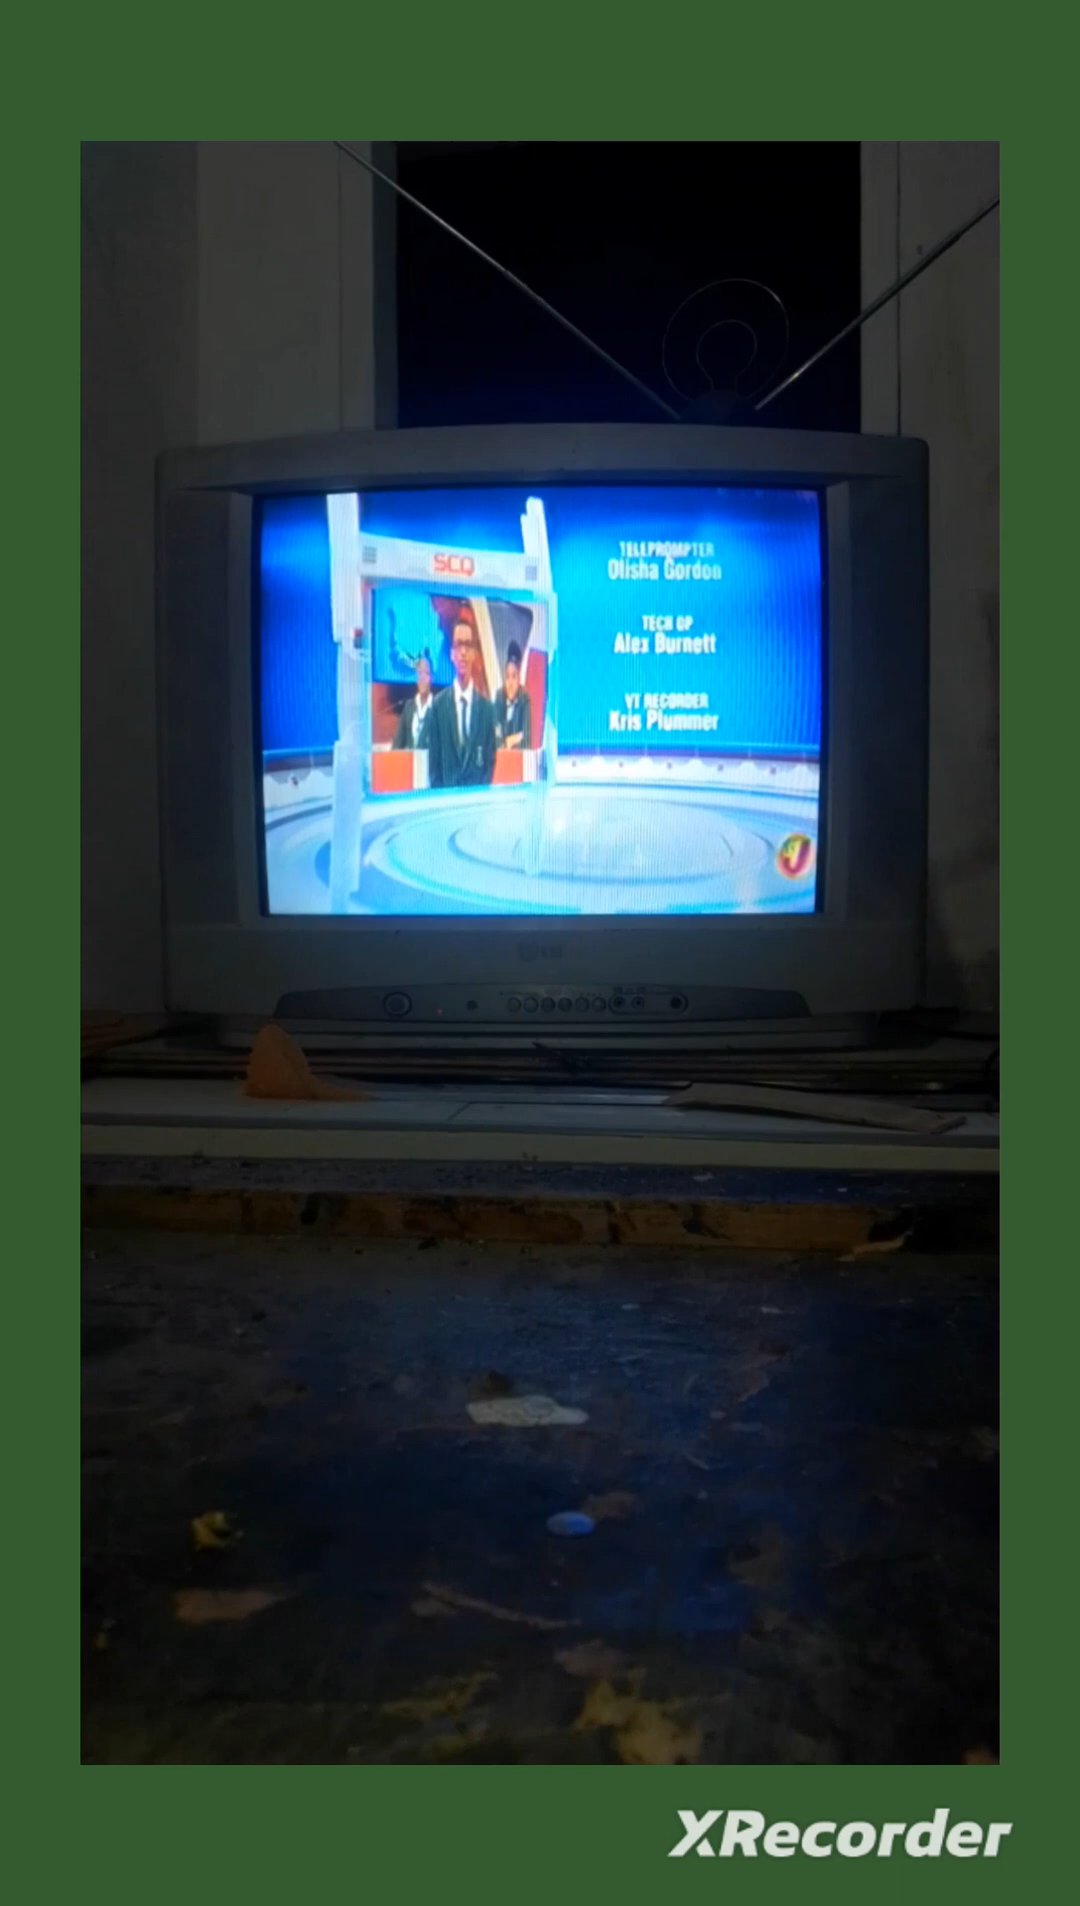 SCQ
TELEPROMPTER
Olisha Gordon
TECH OP
Alex Burnett
VT RECORDER
Kris Plummer
XRecorder